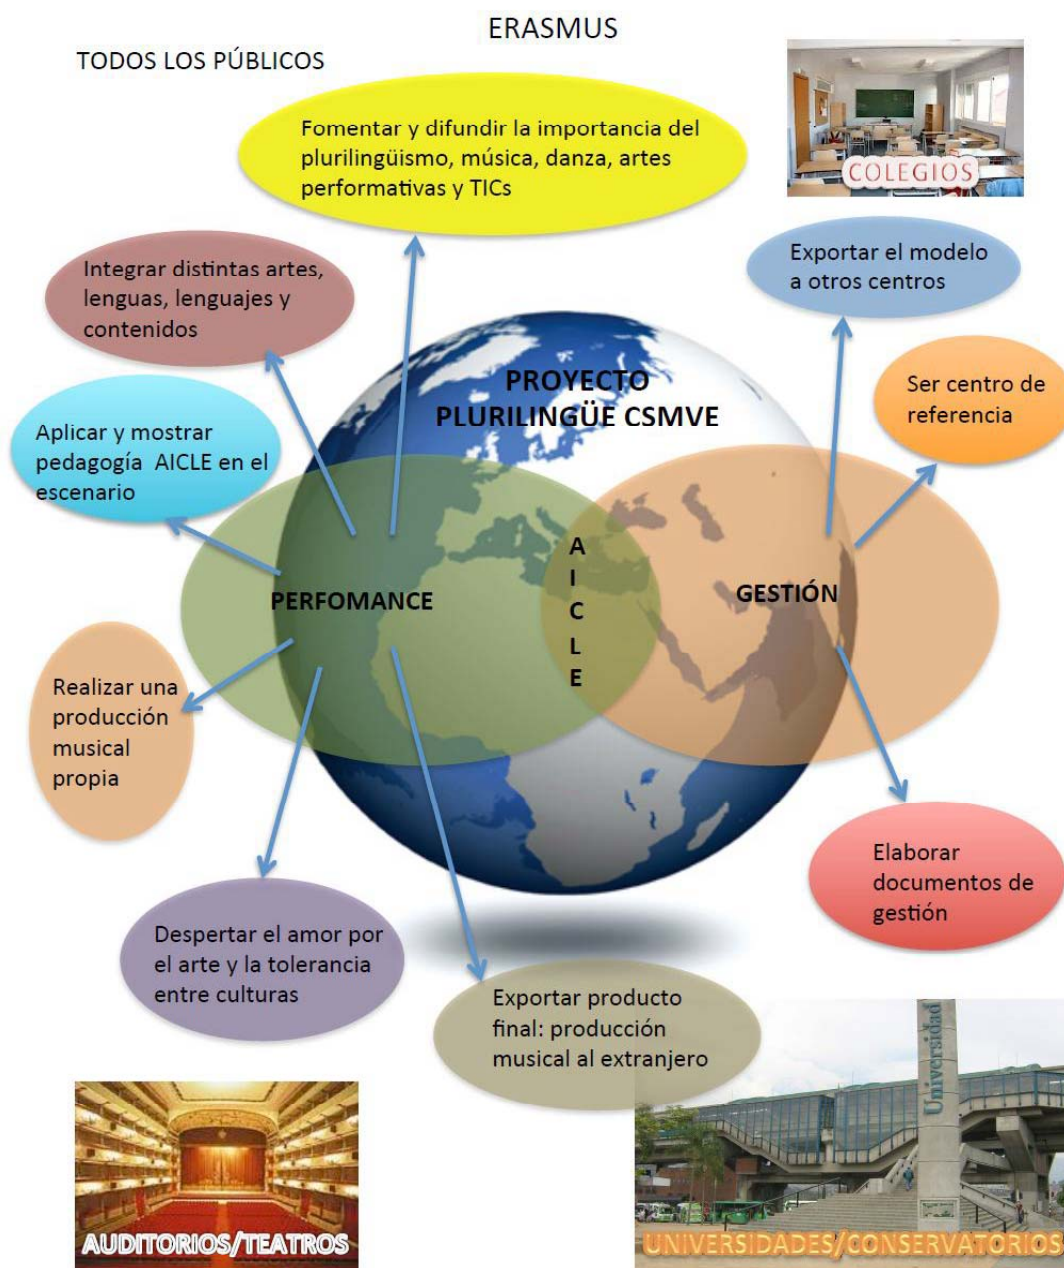 ERASMUS
TODOS LOS PÚBLICOS
COLEGIOS
Fomentar y difundir la importancia del
plurilingüismo, música, danza, artes
performativas y TICs
Integrar distintas artes,
lenguas, lenguajes y
contenidos
Exportar el modelo
a otros centros
PROYECTO
PLURILINGÜE CSMVE
Ser centro de
referencia
Aplicar y mostrar
pedagogía AICLE en el
escenario
PERFOMANCE
A
I
C
L
E
GESTIÓN
Realizar una
producción
musical
propia
Elaborar
documentos de
gestión
Despertar el amor por
el arte y la tolerancia
entre culturas
Exportar producto
final: producción
musical al extranjero
Universidad
AUDITORIOS/TEATROS
UNIVERSIDADES/CONSERVATORIOS